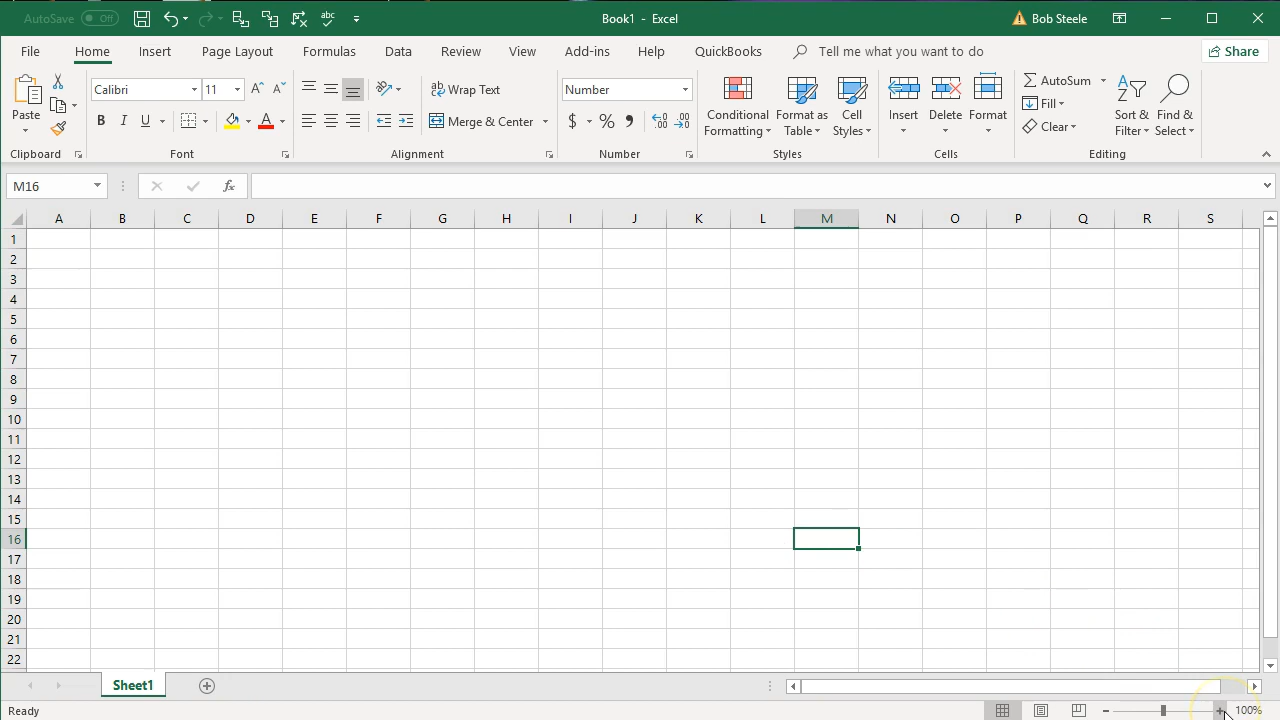 AutoSave Off Book1 - Excel Bob Steele
File Home Insert Page Layout Formulas Data Review View Add-ins Help QuickBooks Tell me what you want to do Share
Paste
Clipboard
Calibri 11
B I U A
Font
ab Wrap Text
Merge & Center
Alignment
Number
$ % , .00 .0
Number
Conditional Formatting
Format as Table
Cell Styles
Styles
Insert Delete Format
Cells
AutoSum
Fill
Clear
Sort & Filter
Find & Select
Editing
M16 fx
A B C D E F G H I J K L M N O P Q R S
1
2
3
4
5
6
7
8
9
10
11
12
13
14
15
16
17
18
19
20
21
22
Sheet1
Ready 100%